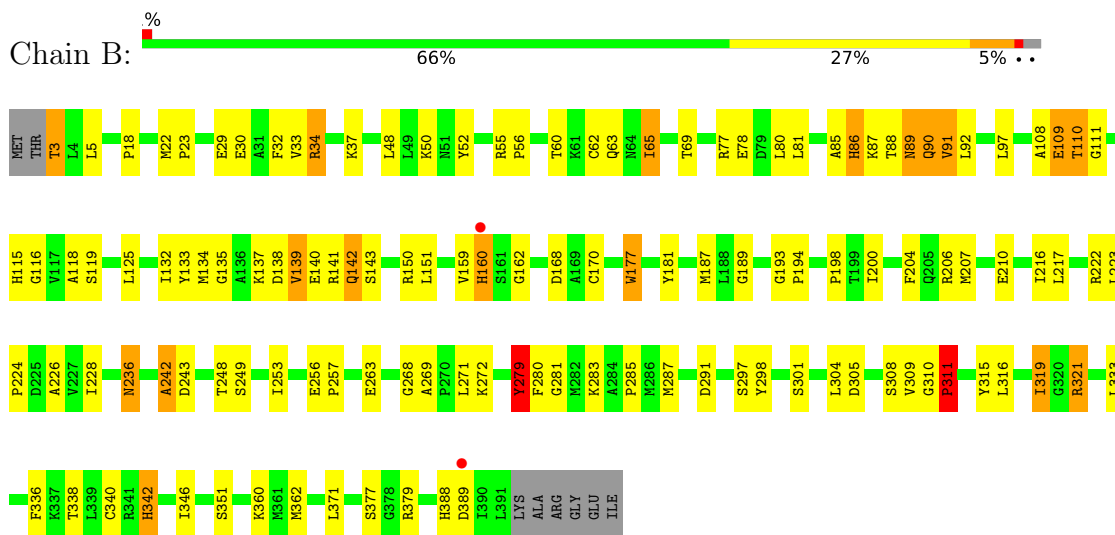 %
Chain B:
66% 27% 5% • •
MET THR T3 L4 L5 P18 M22 P23 E29 E30 A31 F32 V33 R34 K37 L48 L49 K50 N51 Y52 R55 P56 T60 K61 C62 Q63 N64 I65 T69 R77 E78 D79 L80 L81 A85 H86 K87 T88 N89 Q90 V91 L92 L97 A108 E109 T110 G111
H115 G116 V117 A118 S119 L125 I132 Y133 M134 G135 A136 K137 D138 V139 E140 R141 Q142 S143 R150 L151 V159 H160 S161 G162 D168 A169 C170 W177 Y181 M187 L188 G189 G193 P194 P198 T199 I200 F204 Q205 R206 M207 E210 I216 L217 R222
P224 D225 A226 V227 I228 N236 A242 D243 T248 S249 I253 E256 P257 E263 G268 A269 P270 L271 K272 Y279 F280 G281 M282 K283 A284 P285 M286 M287 D291 S297 Y298 S301 L304 D305 S308 V309 G310 P311 Y315 L316 I319 G320 R321
F336 K337 T338 L339 C340 R341 H342 I346 S351 K360 M361 M362 L371 S377 G378 R379 H388 D389 I390 L391 LYS ALA ARG GLY GLU ILE